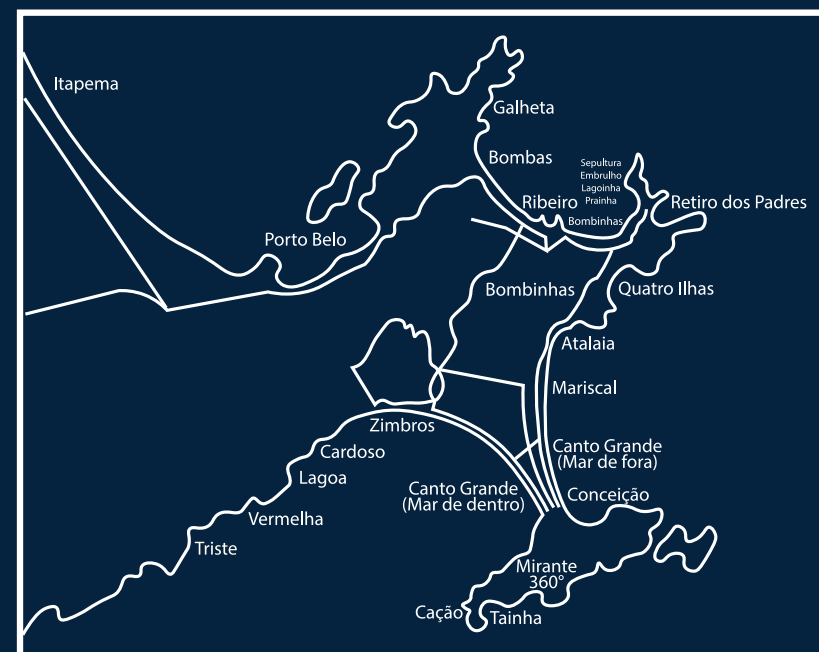 Itapema
Galheta
Bombas
Sepultura
Embrulho
Lagoinha
Prainha
Ribeiro
Bombinhas
Retiro dos Padres
Porto Belo
Bombinhas
Quatro Ilhas
Atalaia
Mariscal
Zimbros
Cardoso
Canto Grande
(Mar de fora)
Lagoa
Canto Grande
(Mar de dentro)
Conceição
Vermelha
Triste
Mirante
360°
Cação
Tainha